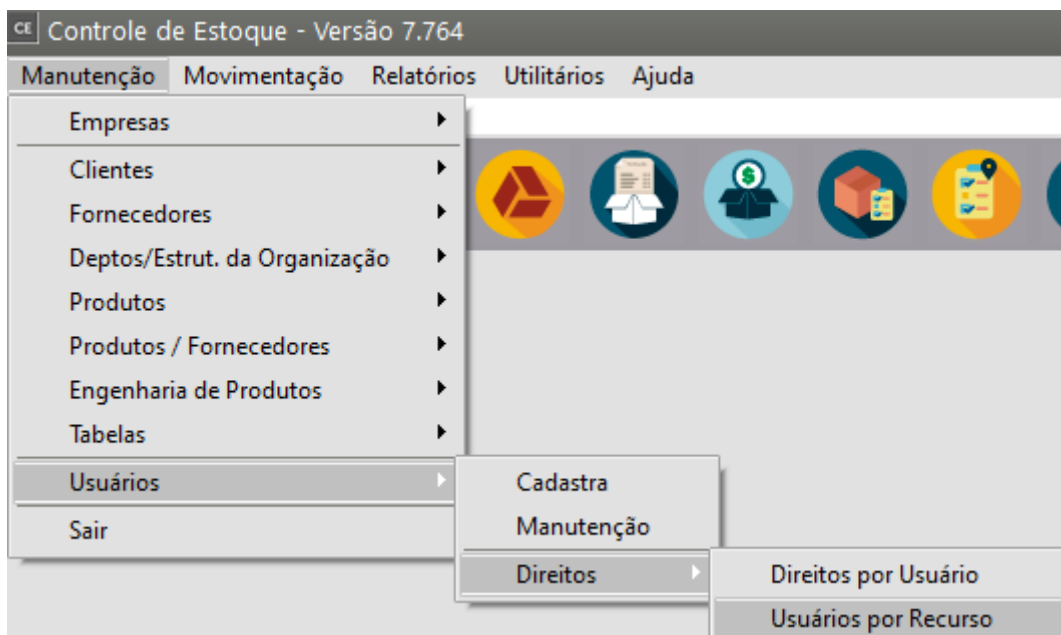 CE Controle de Estoque - Versão 7.764
Manutenção Movimentação Relatórios Utilitários Ajuda
Empresas
Clientes
Fornecedores
Deptos/Estrut. da Organização
Produtos
Produtos / Fornecedores
Engenharia de Produtos
Tabelas
Usuários
Sair
Cadastra
Manutenção
Direitos
Direitos por Usuário
Usuários por Recurso